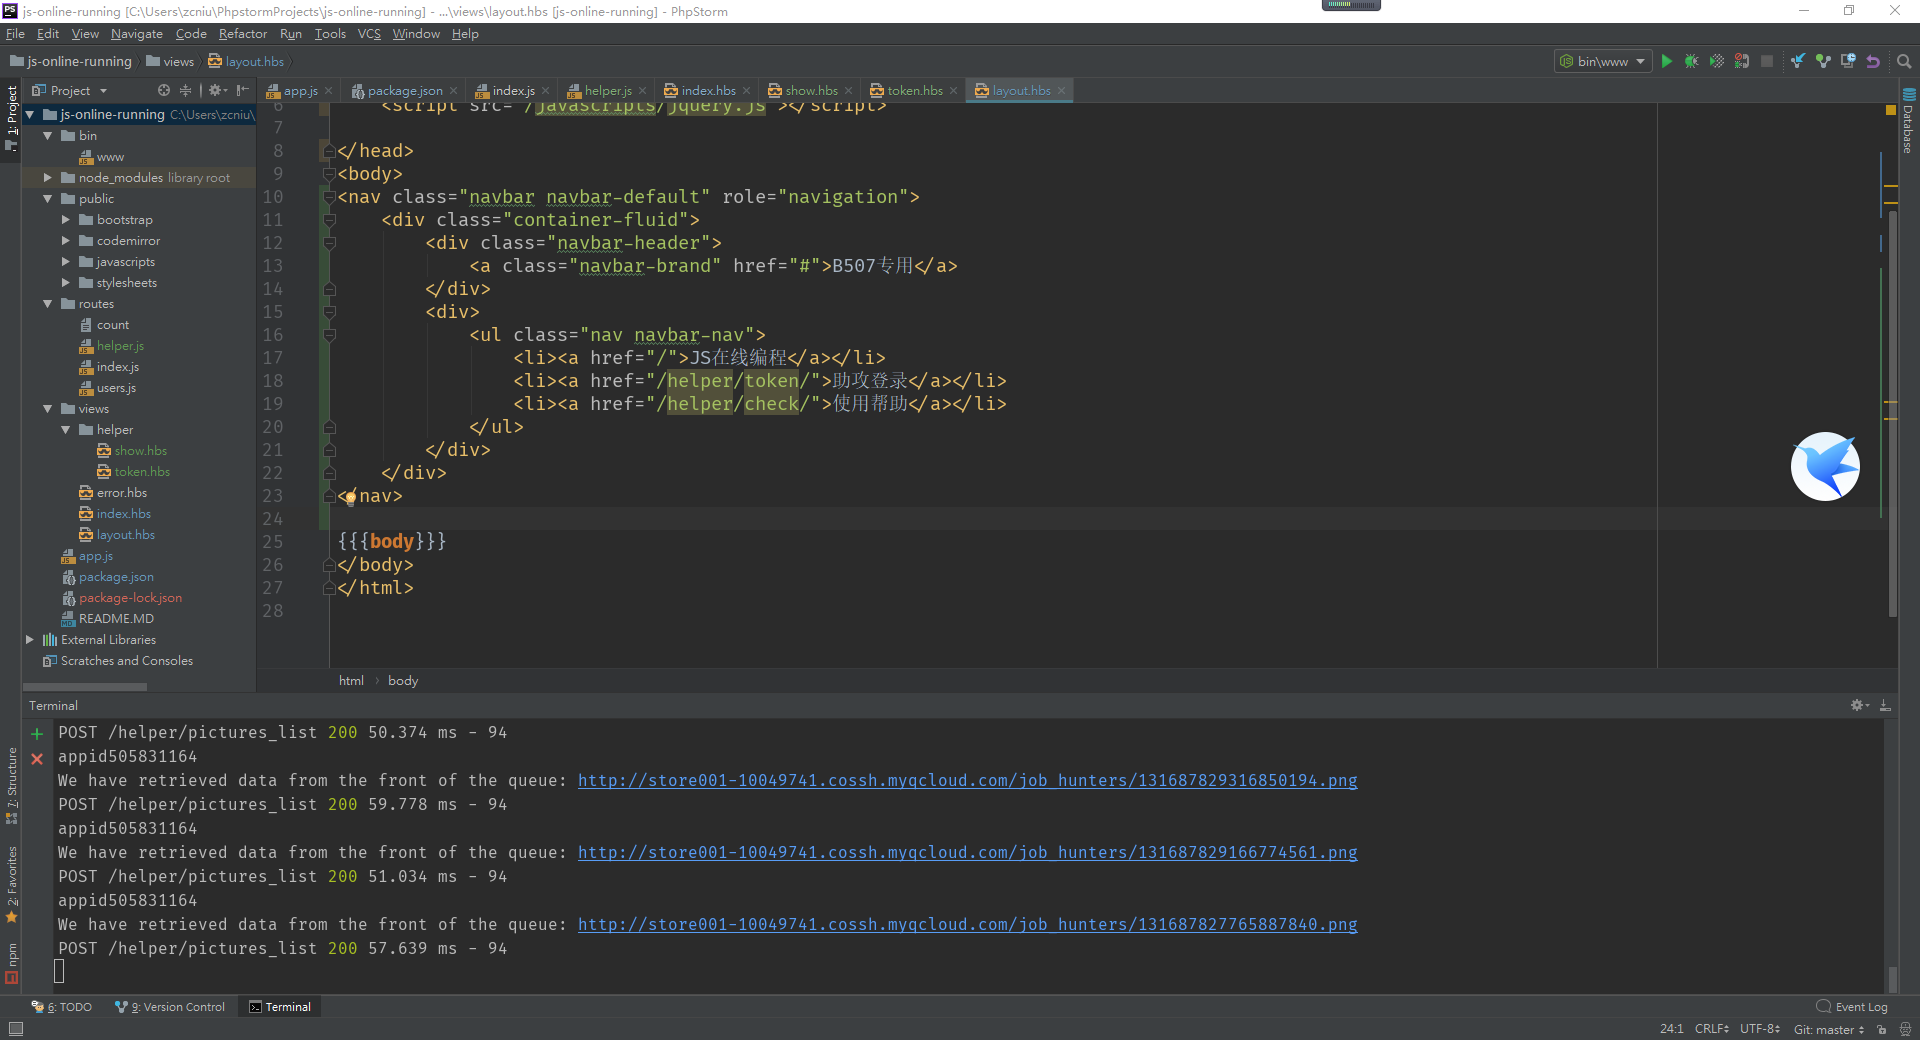 js-online-running [C:\Users\zcniu\PhpstormProjects\js-online-running] - ...\views\layout.hbs [js-online-running] - PhpStorm
File Edit View Navigate Code Refactor Run Tools VCS Window Help
js-online-running views layout.hbs bin\www
Project app.js package.json index.js helper.js index.hbs show.hbs token.hbs layout.hbs
1: Project
Database
js-online-running C:\Users\zcniu\
bin
www
node_modules library root
public
bootstrap
codemirror
javascripts
stylesheets
routes
count
helper.js
index.js
users.js
views
helper
show.hbs
token.hbs
error.hbs
index.hbs
layout.hbs
app.js
package.json
package-lock.json
README.MD
External Libraries
Scratches and Consoles
6 <script src="/javascripts/jquery.js"></script>
7
8 </head>
9 <body>
10 <nav class="navbar navbar-default" role="navigation">
11 <div class="container-fluid">
12 <div class="navbar-header">
13 <a class="navbar-brand" href="#">B507专用</a>
14 </div>
15 <div>
16 <ul class="nav navbar-nav">
17 <li><a href="/">JS在线编程</a></li>
18 <li><a href="/helper/token/">助攻登录</a></li>
19 <li><a href="/helper/check/">使用帮助</a></li>
20 </ul>
21 </div>
22 </div>
23 </nav>
24
25 {{{body}}}
26 </body>
27 </html>
28
html body
Terminal
POST /helper/pictures_list 200 50.374 ms - 94
appid505831164
We have retrieved data from the front of the queue: http://store001-10049741.cossh.myqcloud.com/job_hunters/131687829316850194.png
POST /helper/pictures_list 200 59.778 ms - 94
appid505831164
We have retrieved data from the front of the queue: http://store001-10049741.cossh.myqcloud.com/job_hunters/131687829166774561.png
POST /helper/pictures_list 200 51.034 ms - 94
appid505831164
We have retrieved data from the front of the queue: http://store001-10049741.cossh.myqcloud.com/job_hunters/131687827765887840.png
POST /helper/pictures_list 200 57.639 ms - 94
7: Structure
2: Favorites
npm
6: TODO 9: Version Control Terminal Event Log
24:1 CRLF UTF-8 Git: master